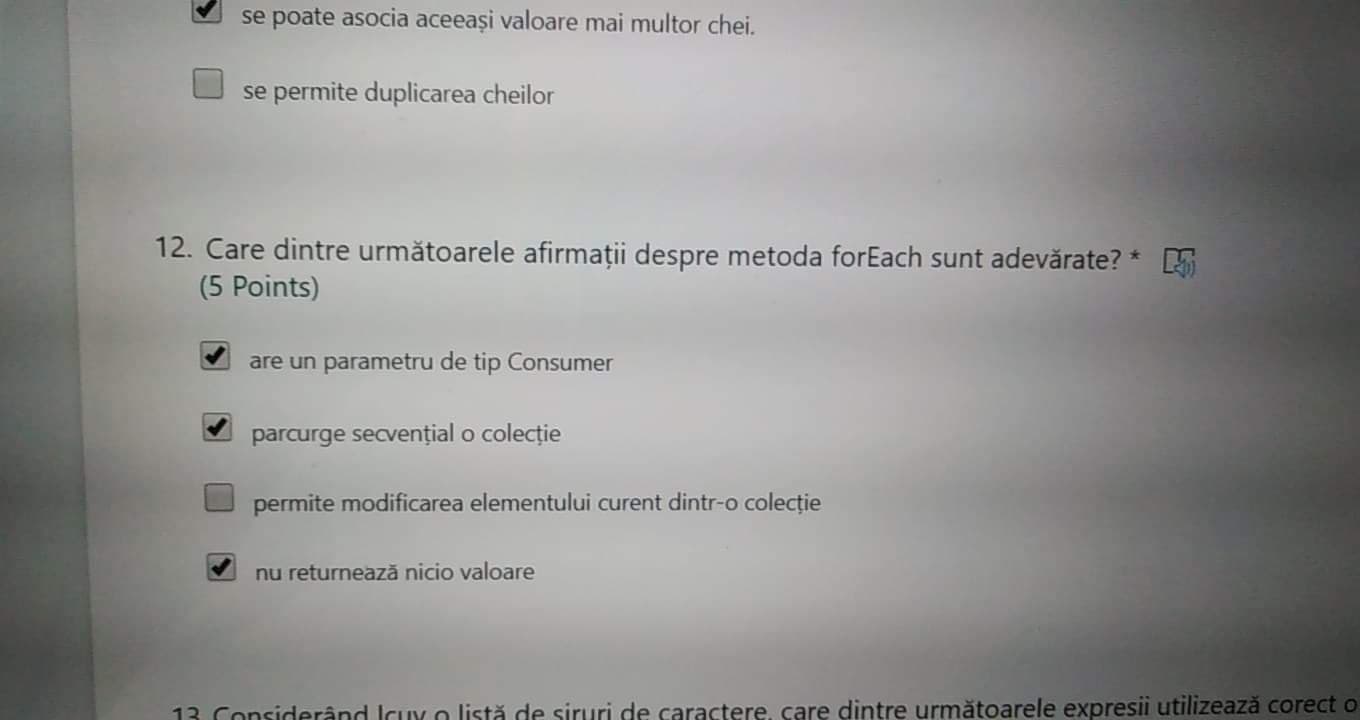 se poate asocia aceeași valoare mai multor chei.
se permite duplicarea cheilor
12. Care dintre următoarele afirmații despre metoda forEach sunt adevărate? *
(5 Points)
are un parametru de tip Consumer
parcurge secvențial o colecție
permite modificarea elementului curent dintr-o colecție
nu returnează nicio valoare
13. Considerând lcuv o listă de șiruri de caractere, care dintre următoarele expresii utilizează corect o